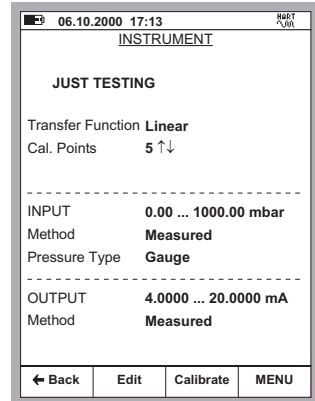 06.10.2000 17:13 HART
INSTRUMENT
JUST TESTING
Transfer Function Linear
Cal. Points 5 ↑↓
INPUT 0.00 ... 1000.00 mbar
Method Measured
Pressure Type Gauge
OUTPUT 4.0000 ... 20.0000 mA
Method Measured
← Back Edit Calibrate MENU